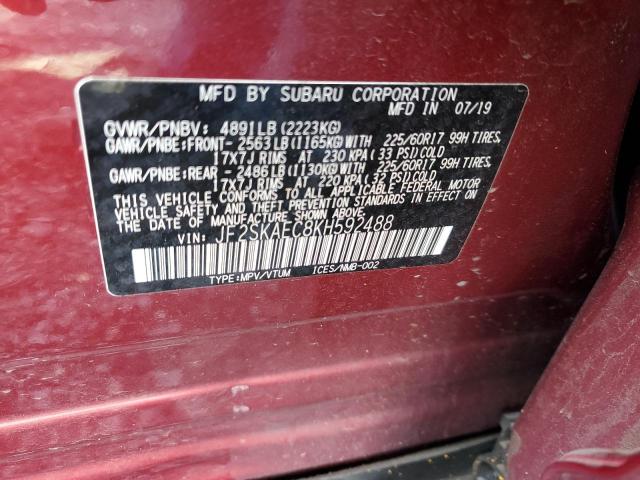 MFD BY SUBARU CORPORATION
MFD IN 07/19
GVWR/PNBV: 4891LB(2223KG)
GAWR/PNBE:FRONT- 2563LB(1165KG)WITH 225/60R17 99H TIRES,
17X7J RIMS AT 230 KPA(33 PSI)COLD
GAWR/PNBE:REAR - 2486LB(1130KG)WITH 225/60R17 99H TIRES,
17X7J RIMS AT 220 KPA(32 PSI)COLD
THIS VEHICLE CONFORMS TO ALL APPLICABLE FEDERAL MOTOR
VEHICLE SAFETY AND THEFT PREVENTION STANDARDS IN EFFECT ON
THE DATE OF MANUFACTURE SHOWN ABOVE.
VIN: JF2SKAEC8KH592488
TYPE:MPV/VTUM ICES/NMB-002